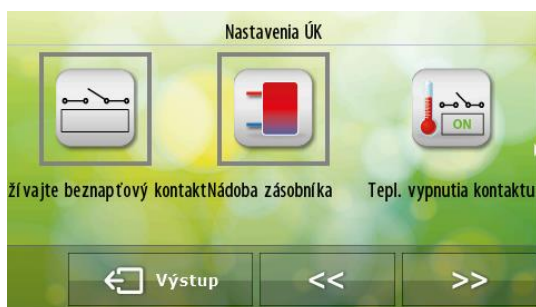 Nastavenia ÚK
ON
žívajte beznapťový kontakt Nádoba zásobníka Tepl. vypnutia kontaktu
Výstup << >>